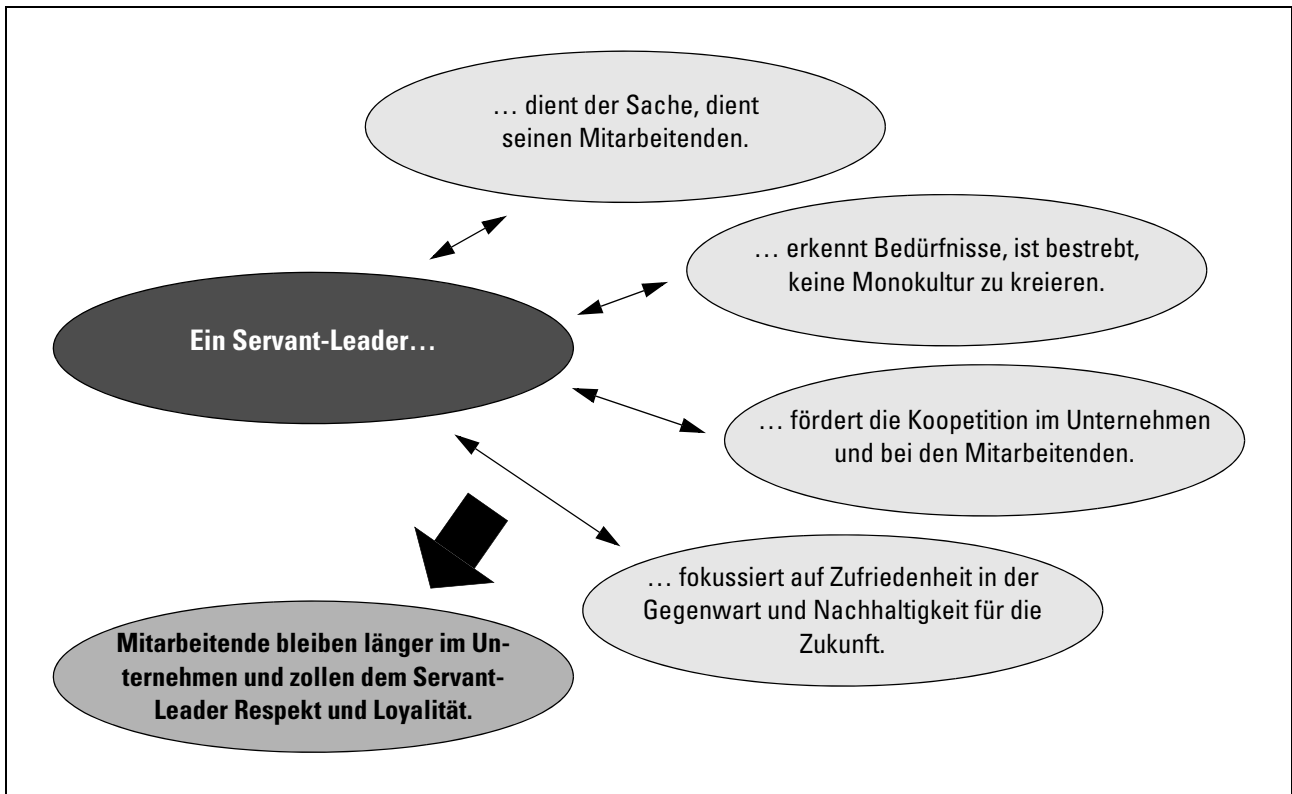 … dient der Sache, dient
seinen Mitarbeitenden.
… erkennt Bedürfnisse, ist bestrebt,
keine Monokultur zu kreieren.
Ein Servant-Leader…
… fördert die Koopetition im Unternehmen
und bei den Mitarbeitenden.
… fokussiert auf Zufriedenheit in der
Gegenwart und Nachhaltigkeit für die
Zukunft.
Mitarbeitende bleiben länger im Un-
ternehmen und zollen dem Servant-
Leader Respekt und Loyalität.